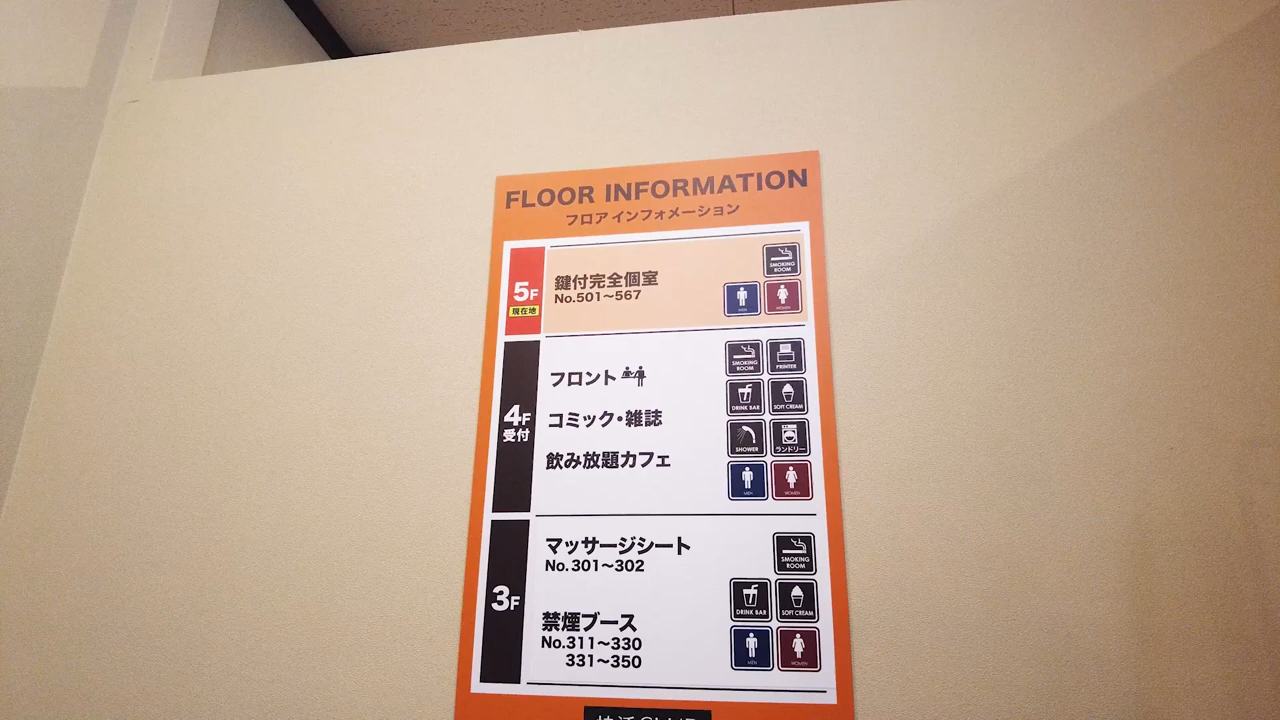 FLOOR INFORMATION
フロア インフォメーション
5F
現在地
鍵付完全個室
No.501〜567
SMOKING ROOM
MEN
WOMEN
4F
受付
フロント
コミック・雑誌
飲み放題カフェ
SMOKING ROOM
PRINTER
DRINK BAR
SOFT CREAM
SHOWER
ランドリー
MEN
WOMEN
3F
マッサージシート
No.301〜302
禁煙ブース
No.311〜330
331〜350
SMOKING ROOM
DRINK BAR
SOFT CREAM
MEN
WOMEN